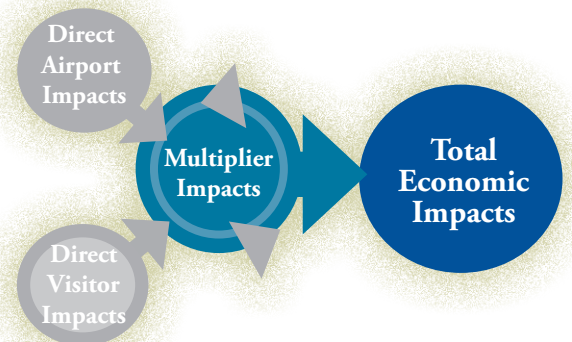 Direct
Airport
Impacts
Multiplier
Impacts
Total
Economic
Impacts
Direct
Visitor
Impacts